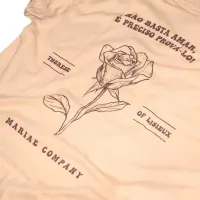 NÃO BASTA AMAR,
É PRECISO PROVÁ-LO!
THERESE
OF LISIEUX
MARIAE COMPANY